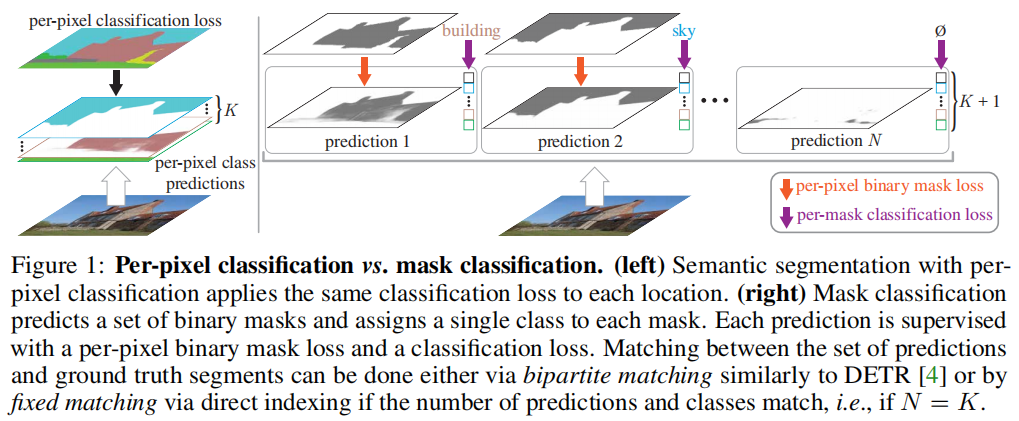 per-pixel classification loss
K
per-pixel class
predictions
building
sky
∅
K + 1
prediction 1
prediction 2
prediction N
per-pixel binary mask loss
per-mask classification loss
Figure 1: Per-pixel classification vs. mask classification. (left) Semantic segmentation with per-
pixel classification applies the same classification loss to each location. (right) Mask classification
predicts a set of binary masks and assigns a single class to each mask. Each prediction is supervised
with a per-pixel binary mask loss and a classification loss. Matching between the set of predictions
and ground truth segments can be done either via bipartite matching similarly to DETR [4] or by
fixed matching via direct indexing if the number of predictions and classes match, i.e., if N = K.